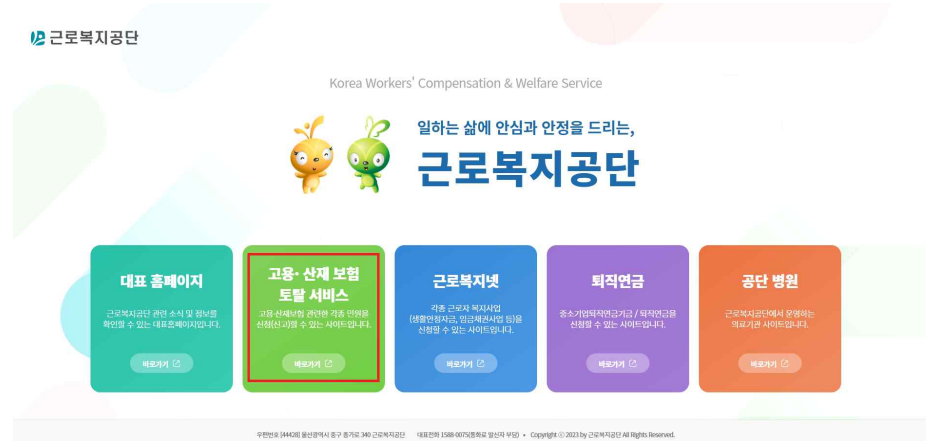 근로복지공단
Korea Workers' Compensation & Welfare Service
일하는 삶에 안심과 안정을 드리는,
근로복지공단
대표 홈페이지
근로복지공단 관련 소식 및 정보를
확인할 수 있는 대표홈페이지입니다.
바로가기
고용· 산재 보험
토탈 서비스
고용·산재보험 관련한 각종 민원을
신청(신고)할 수 있는 사이트입니다.
바로가기
근로복지넷
각종 근로자 복지사업
(생활안정자금, 임금채권사업 등)을
신청할 수 있는 사이트입니다.
바로가기
퇴직연금
중소기업퇴직연금기금 / 퇴직연금을
신청할 수 있는 사이트입니다.
바로가기
공단 병원
근로복지공단에서 운영하는
의료기관 사이트입니다.
바로가기
우편번호 [44428] 울산광역시 중구 종가로 340 근로복지공단 대표전화 1588-0075(통화료 발신자 부담) • Copyright ⓒ 2023 by 근로복지공단 All Rights Reserved.